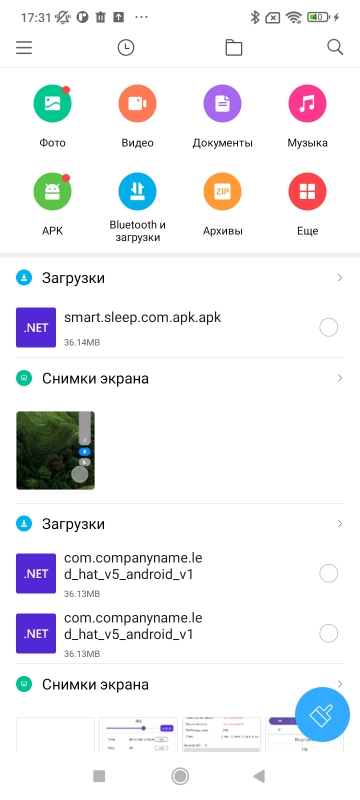 17:31
40
Фото
Видео
Документы
Музыка
ZIP
APK
Bluetooth и
загрузки
Архивы
Еще
Загрузки
.NET
smart.sleep.com.apk.apk
36.14MB
Снимки экрана
Загрузки
.NET
com.companyname.le
d_hat_v5_android_v1
36.13MB
.NET
com.companyname.le
d_hat_v5_android_v1
36.13MB
Снимки экрана